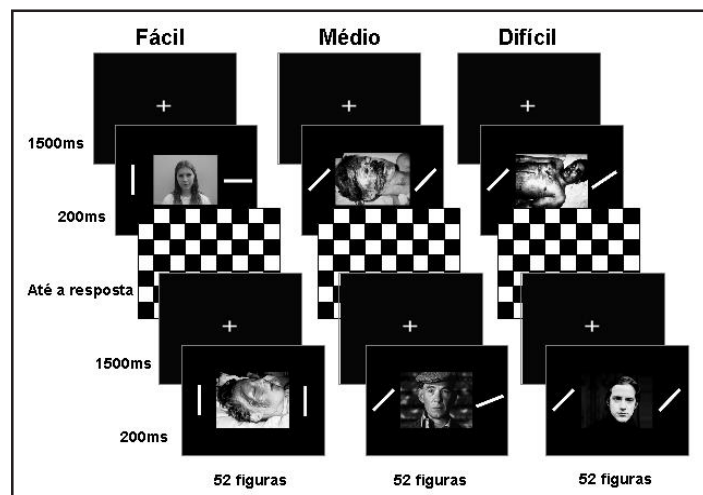 Fácil Médio Difícil
1500ms
200ms
Até a resposta
1500ms
200ms
52 figuras 52 figuras 52 figuras